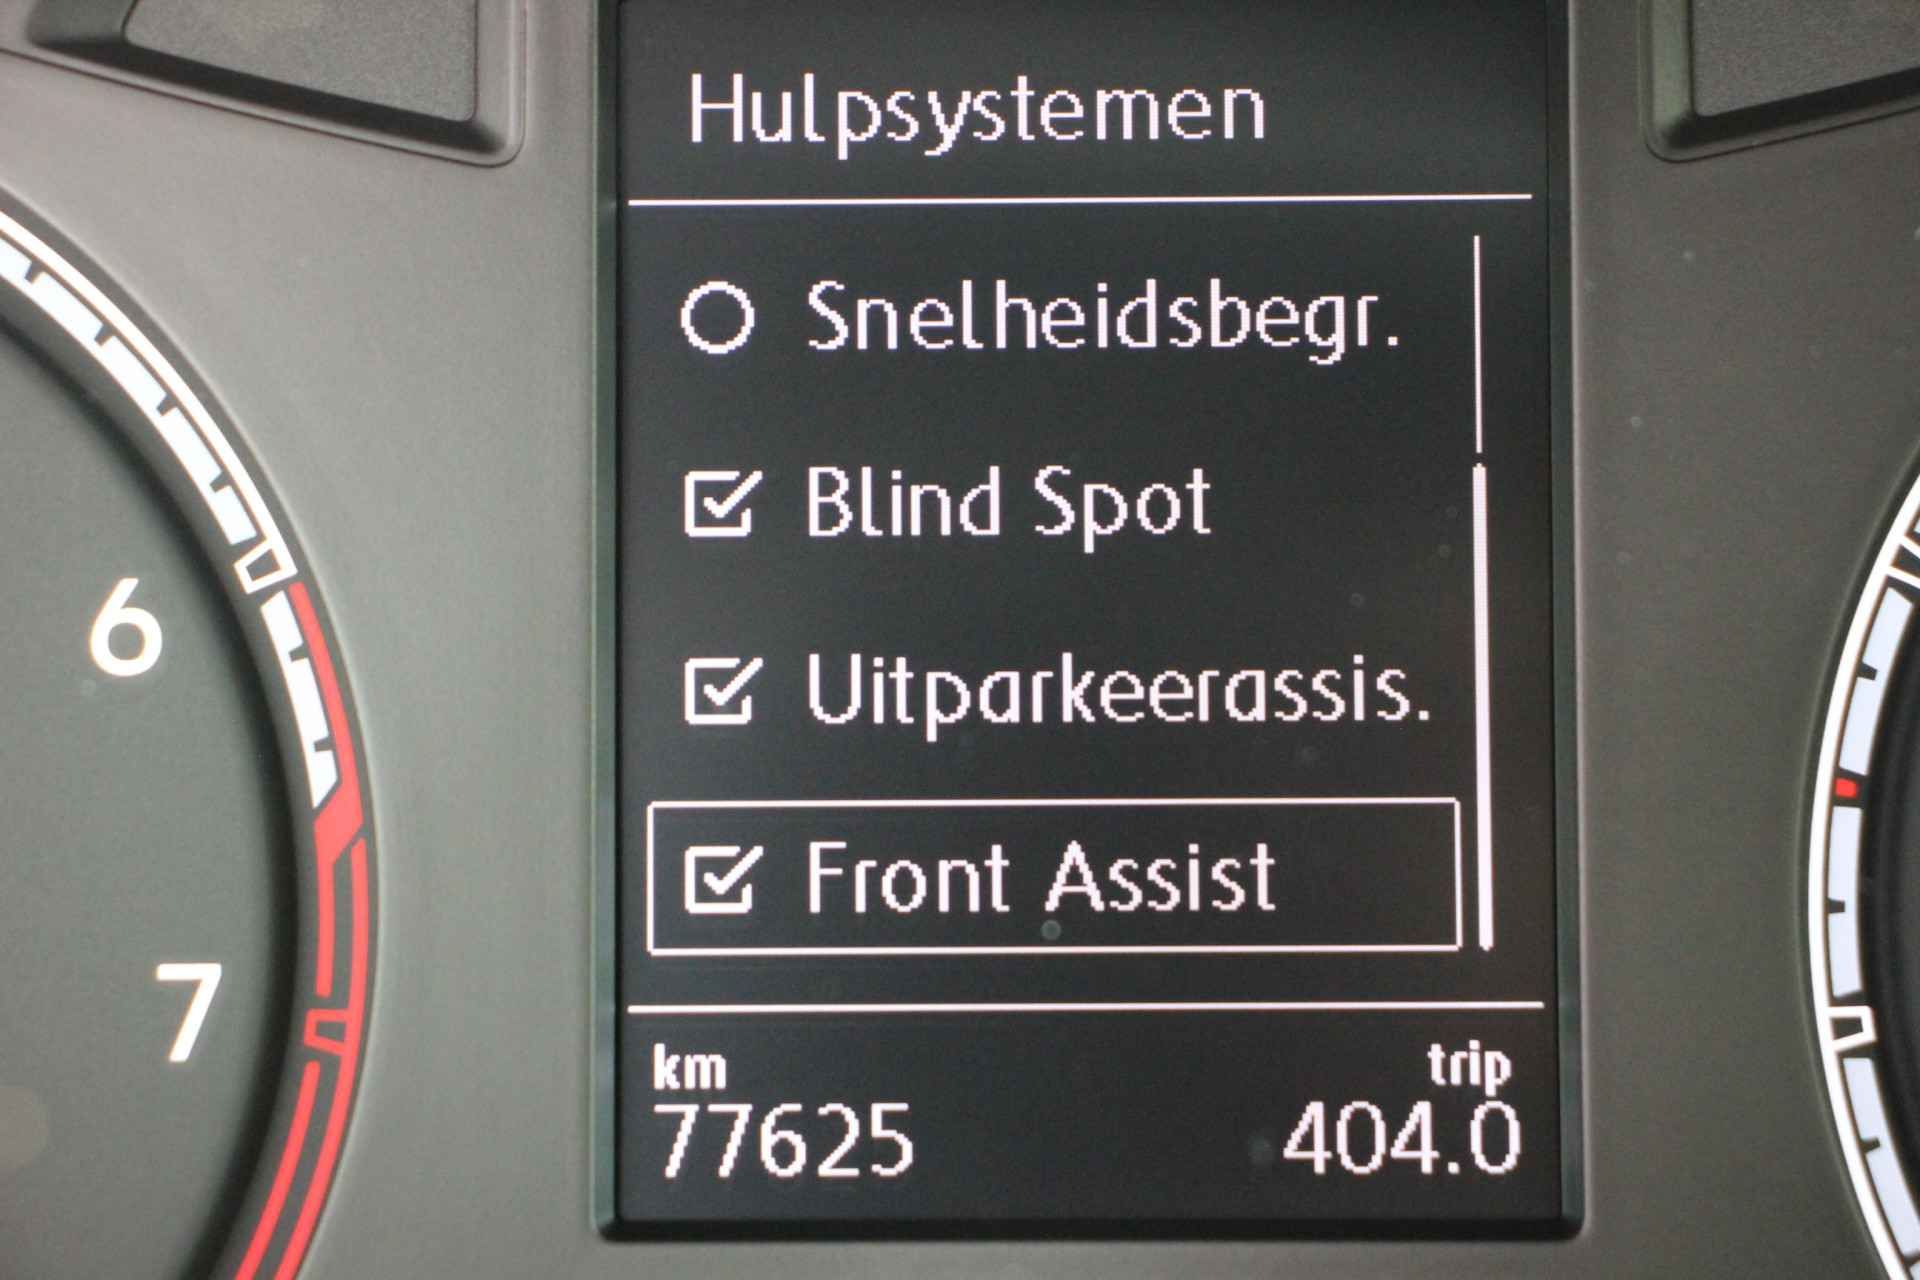 Hulpsystemen
Snelheidsbegr.
Blind Spot
Uitparkeerassis.
Front Assist
km trip
77625 404.0
6
7